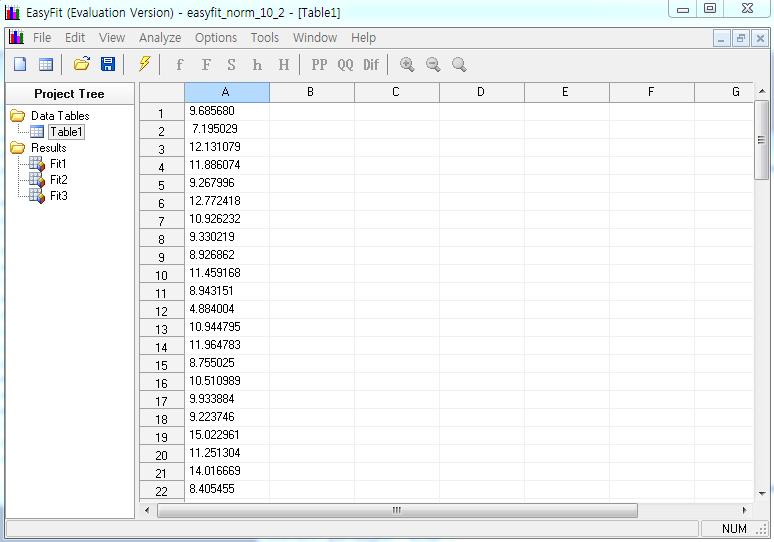 EasyFit (Evaluation Version) - easyfit_norm_10_2 - [Table1]
File Edit View Analyze Options Tools Window Help
f F S h H PP QQ Dif
Project Tree
Data Tables
Table1
Results
Fit1
Fit2
Fit3
A B C D E F G
1 9.685680
2 7.195029
3 12.131079
4 11.886074
5 9.267996
6 12.772418
7 10.926232
8 9.330219
9 8.926862
10 11.459168
11 8.943151
12 4.884004
13 10.944795
14 11.964783
15 8.755025
16 10.510989
17 9.933884
18 9.223746
19 15.022961
20 11.251304
21 14.016669
22 8.405455
NUM